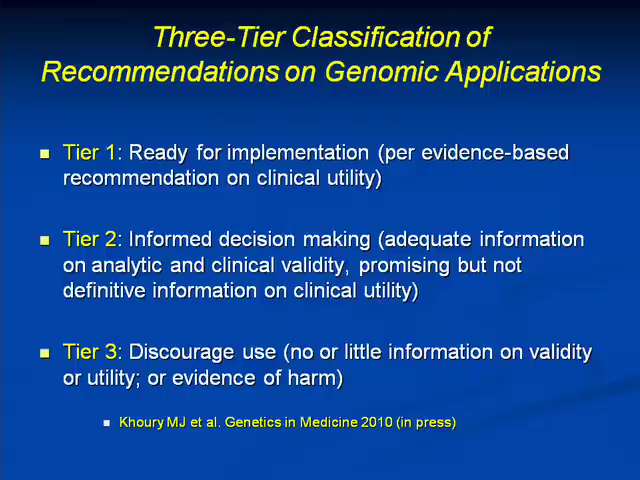 Three-Tier Classification of
Recommendations on Genomic Applications
Tier 1: Ready for implementation (per evidence-based
recommendation on clinical utility)
Tier 2: Informed decision making (adequate information
on analytic and clinical validity, promising but not
definitive information on clinical utility)
Tier 3: Discourage use (no or little information on validity
or utility; or evidence of harm)
Khoury MJ et al. Genetics in Medicine 2010 (in press)